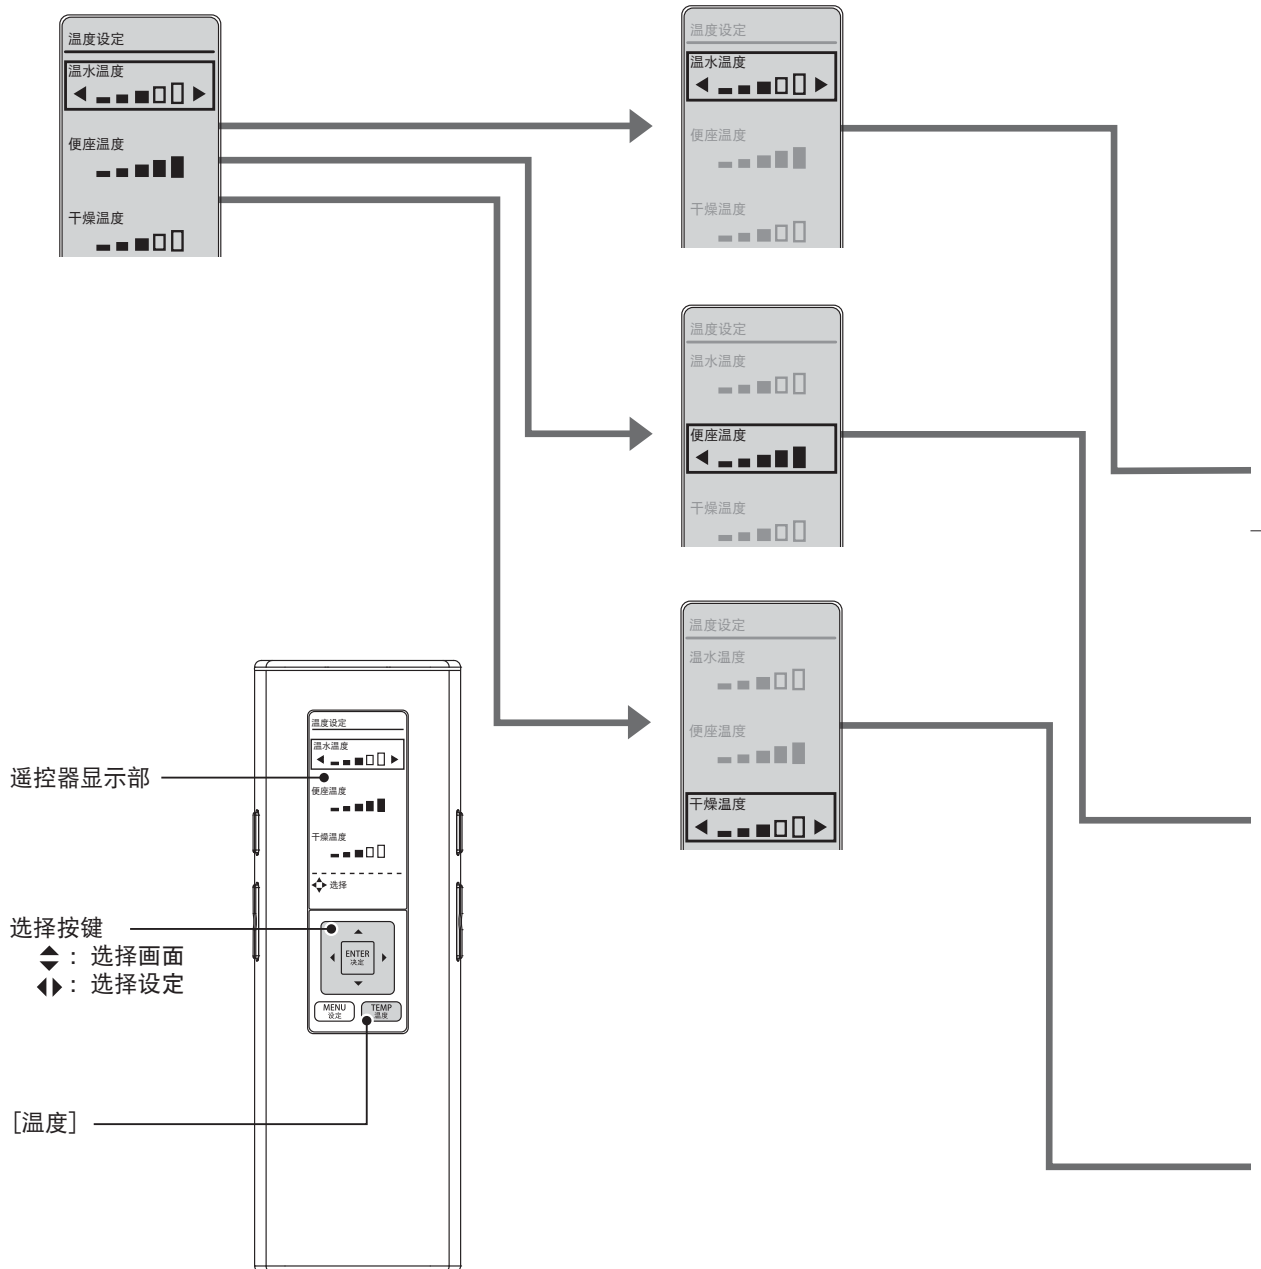 温度设定
温水温度
便座温度
干燥温度
温度设定
温水温度
便座温度
干燥温度
温度设定
温水温度
便座温度
干燥温度
温度设定
温水温度
便座温度
干燥温度
温度设定
温水温度
便座温度
干燥温度
选择
ENTER
决定
MENU
设定
TEMP
温度
遥控器显示部
选择按键
：选择画面
：选择设定
[温度]